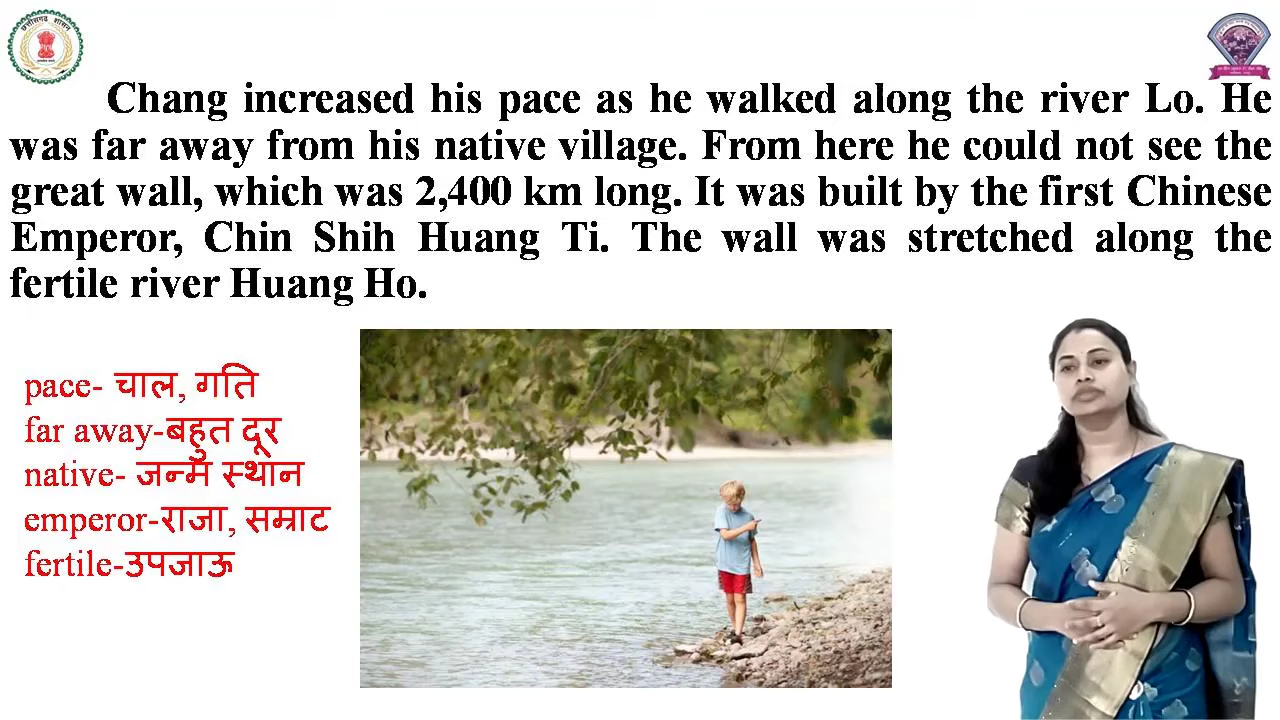 छत्तीसगढ़ शासन
Chang increased his pace as he walked along the river Lo. He
was far away from his native village. From here he could not see the
great wall, which was 2,400 km long. It was built by the first Chinese
Emperor, Chin Shih Huang Ti. The wall was stretched along the
fertile river Huang Ho.
pace- चाल, गति
far away-बहुत दूर
native- जन्म स्थान
emperor-राजा, सम्राट
fertile-उपजाऊ